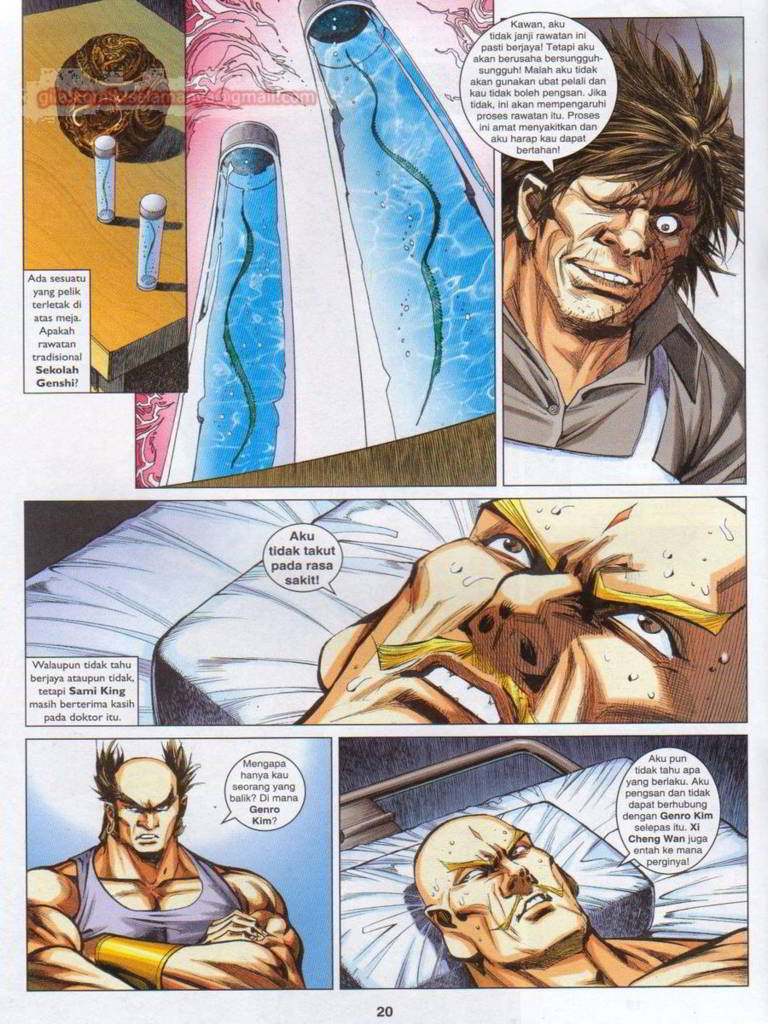 Kawan, aku
tidak janji rawatan ini
pasti berjaya! Tetapi aku
akan berusaha bersungguh-
sungguh! Malah aku tidak
akan gunakan ubat pelali dan
kau tidak boleh pengsan. Jika
tidak, ini akan mempengaruhi
proses rawatan itu. Proses
ini amat menyakitkan dan
aku harap kau dapat
bertahan!
Ada sesuatu
yang pelik
terletak di
atas meja.
Apakah
rawatan
tradisional
Sekolah
Genshi?
Aku
tidak takut
pada rasa
sakit!
Walaupun tidak tahu
berjaya ataupun tidak,
tetapi Sami King
masih berterima kasih
pada doktor itu.
Mengapa
hanya kau
seorang yang
balik? Di mana
Genro
Kim?
Aku pun
tidak tahu apa
yang berlaku. Aku
pengsan dan tidak
dapat berhubung
dengan Genro Kim
selepas itu. Xi
Cheng Wan juga
entah ke mana
perginya!
20